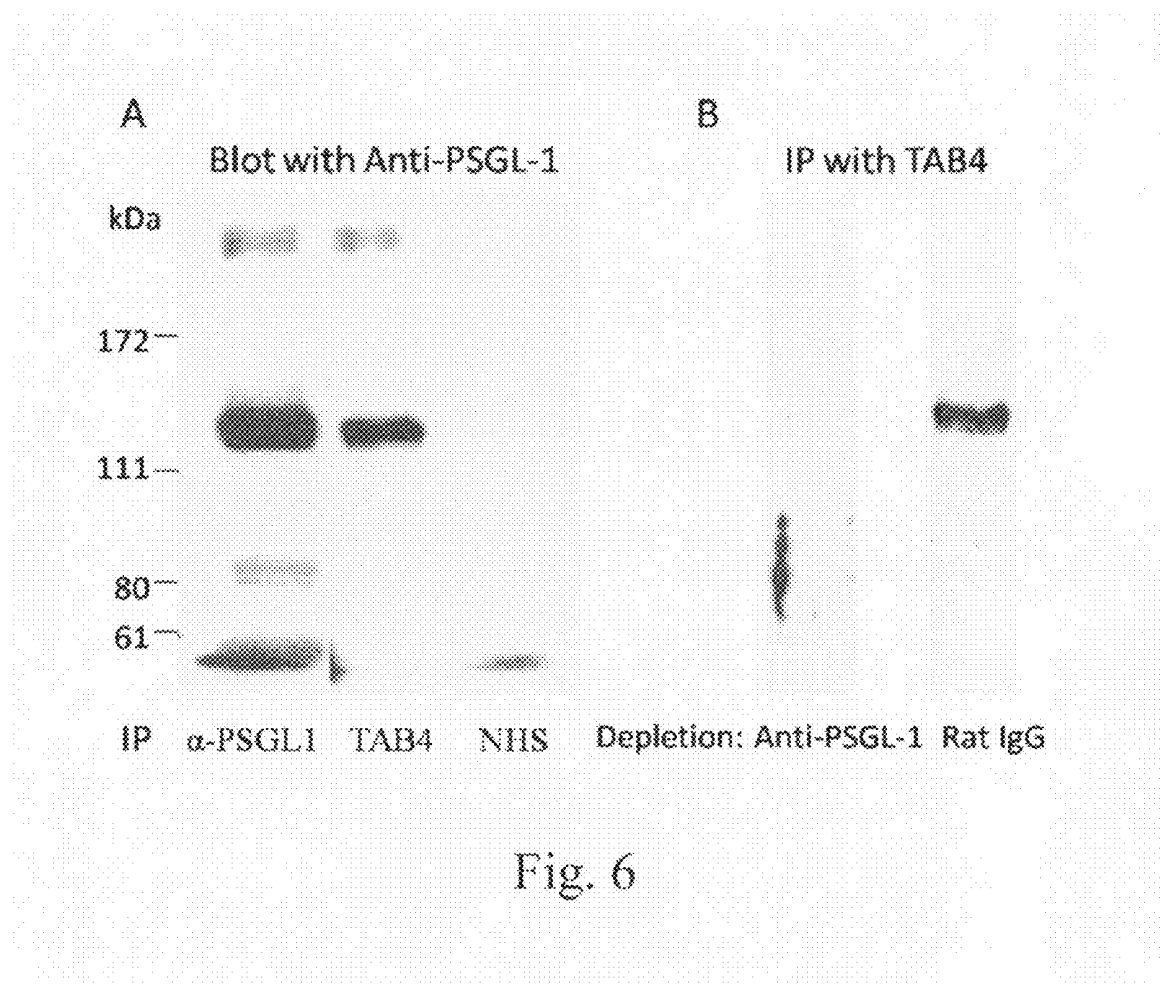 A
Blot with Anti-PSGL-1
kDa
172
111
80
61
IP α-PSGL1 TAB4 NHS
B
IP with TAB4
Depletion: Anti-PSGL-1 Rat IgG
Fig. 6